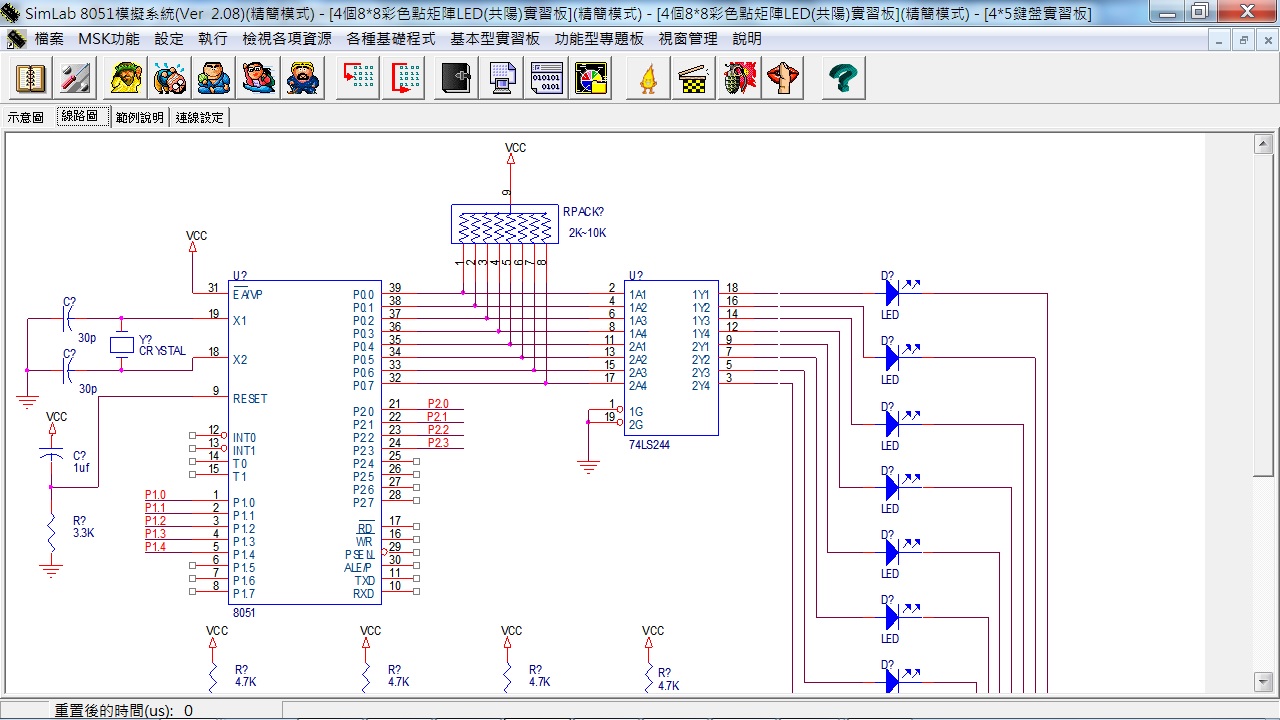 SimLab 8051模擬系統(Ver 2.08)(精簡模式) - [4個8*8彩色點矩陣LED(共陽)實習板](精簡模式) - [4個8*8彩色點矩陣LED(共陽)實習板](精簡模式) - [4*5鍵盤實習板]
檔案 MSK功能 設定 執行 檢視各項資源 各種基礎程式 基本型實習板 功能型專題板 視窗管理 說明
示意圖 線路圖 範例說明 連線設定
VCC
9
RPACK?
2K~10K
1 2 3 4 5 6 7 8
VCC
U?
31 EA/VP
19 X1
18 X2
9 RESET
12 INT0
13 INT1
14 T0
15 T1
P1.0 1 P1.0
P1.1 2 P1.1
P1.2 3 P1.2
P1.3 4 P1.3
P1.4 5 P1.4
6 P1.5
7 P1.6
8 P1.7
P0.0 39
P0.1 38
P0.2 37
P0.3 36
P0.4 35
P0.5 34
P0.6 33
P0.7 32
P2.0 21 P2.0
P2.1 22 P2.1
P2.2 23 P2.2
P2.3 24 P2.3
P2.4 25
P2.5 26
P2.6 27
P2.7 28
RD 17
WR 16
PSEN 29
ALE/P 30
TXD 11
RXD 10
8051
C?
30p
Y?
CRYSTAL
C?
30p
VCC
C?
1uf
R?
3.3K
U?
2 1A1 1Y1 18
4 1A2 1Y2 16
6 1A3 1Y3 14
8 1A4 1Y4 12
11 2A1 2Y1 9
13 2A2 2Y2 7
15 2A3 2Y3 5
17 2A4 2Y4 3
1 1G
19 2G
74LS244
D?
LED
D?
LED
D?
LED
D?
LED
D?
LED
D?
LED
D?
VCC VCC VCC VCC
R? R? R? R?
4.7K 4.7K 4.7K 4.7K
重置後的時間(us): 0